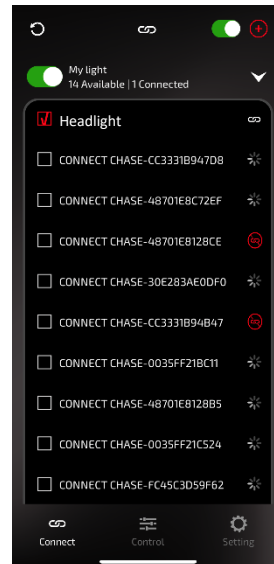 My light
14 Available | 1 Connected
Headlight
CONNECT CHASE-CC3331B947D8
CONNECT CHASE-48701E8C72EF
CONNECT CHASE-48701E8128CE
CONNECT CHASE-30E283AE0DF0
CONNECT CHASE-CC3331B94B47
CONNECT CHASE-0035FF21BC11
CONNECT CHASE-48701E8128B5
CONNECT CHASE-0035FF21C524
CONNECT CHASE-FC45C3D59F62
Connect Control Setting